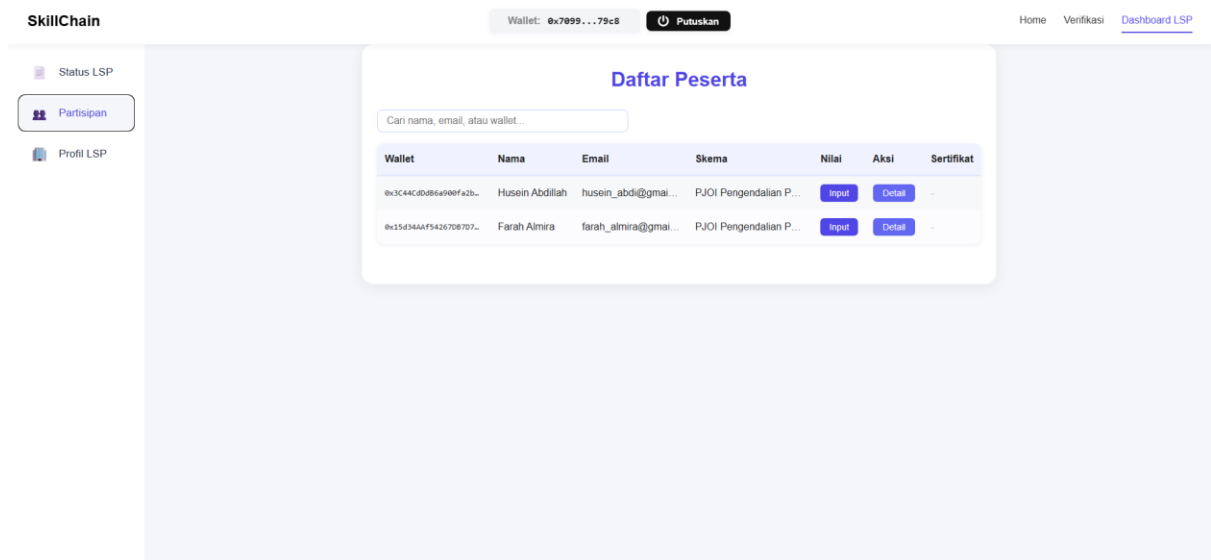 SkillChain
Wallet: 0x7099...79c8
Putuskan
Home Verifikasi Dashboard LSP
Status LSP
Partisipan
Profil LSP
Daftar Peserta
Cari nama, email, atau wallet...
Wallet Nama Email Skema Nilai Aksi Sertifikat
0x3C44CdDdB6a900fa2b… Husein Abdillah husein_abdi@gmai... PJOI Pengendalian P... Input Detail -
0x15d34AAf54267DB7D7… Farah Almira farah_almira@gmai... PJOI Pengendalian P... Input Detail -